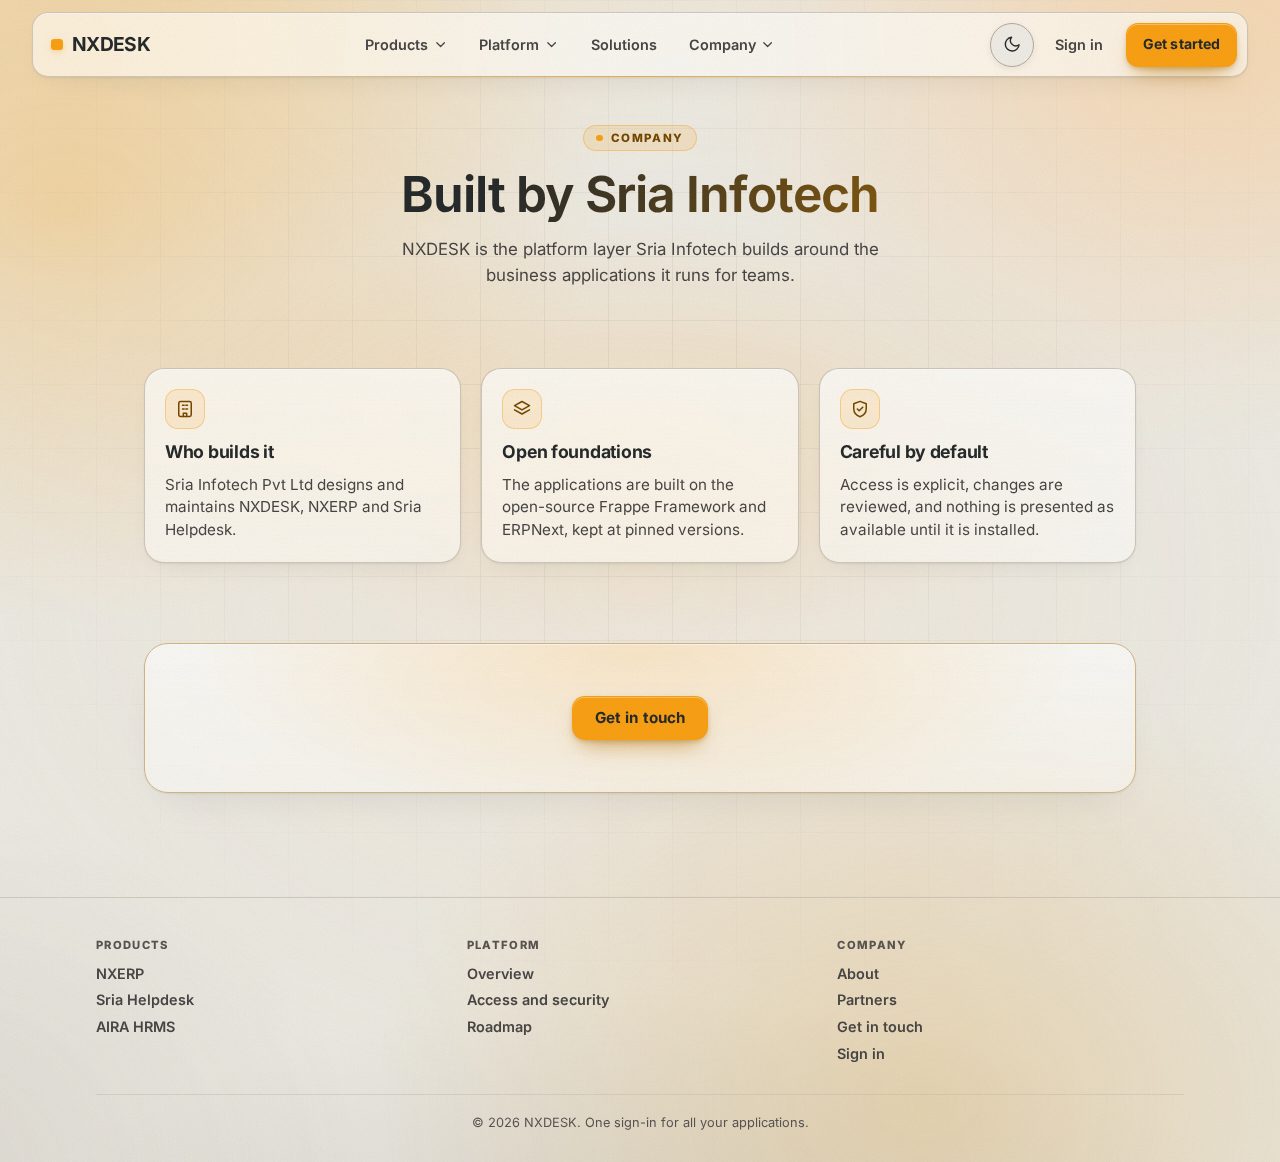 NXDESK
Products
Platform
Solutions
Company
Sign in
Get started
COMPANY
Built by Sria Infotech
NXDESK is the platform layer Sria Infotech builds around the
business applications it runs for teams.
Who builds it
Sria Infotech Pvt Ltd designs and
maintains NXDESK, NXERP and Sria
Helpdesk.
Open foundations
The applications are built on the
open-source Frappe Framework and
ERPNext, kept at pinned versions.
Careful by default
Access is explicit, changes are
reviewed, and nothing is presented as
available until it is installed.
Get in touch
PRODUCTS
NXERP
Sria Helpdesk
AIRA HRMS
PLATFORM
Overview
Access and security
Roadmap
COMPANY
About
Partners
Get in touch
Sign in
© 2026 NXDESK. One sign-in for all your applications.